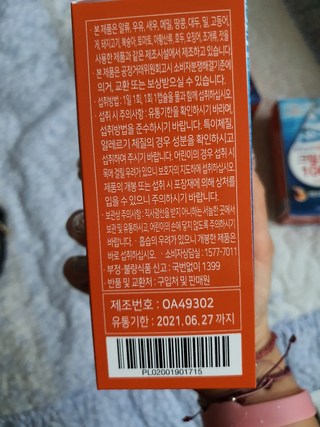 · 본 제품은 알류, 우유, 새우, 메밀, 땅콩, 대두, 밀, 고등어,
게, 돼지고기, 복숭아, 토마토, 아황산류, 호두, 오징어, 조개류, 잣을
사용한 제품과 같은 제조시설에서 제조하고 있습니다.
· 본 제품은 공정거래위원회고시 소비자분쟁해결기준에
의거, 교환 또는 보상받으실 수 있습니다.
· 섭취방법 : 1일 1회, 1회 1캡슐을 물과 함께 섭취하십시오.
· 섭취 시 주의사항 : 유통기한을 확인하시기 바라며,
섭취방법을 준수하시기 바랍니다. 특이체질,
알레르기 체질의 경우 성분을 확인하시고
섭취하여 주시기 바랍니다. 어린이의 경우 섭취 시
목에 걸릴 우려가 있으니 보호자의 지도하에 섭취하십시오.
제품의 개봉 또는 섭취 시 포장재에 의해 상처를
입을 수 있으니 주의하시기 바랍니다.
· 보관상 주의사항 : 직사광선을 받지 아니하는 서늘한 곳에서
보관 및 유통하시고, 어린이의 손에 닿지 않도록 주의하여
주시기 바랍니다. · 흡습의 우려가 있으니 개봉한 제품은
바로 섭취하십시오. · 소비자상담실 : 1577-7011
· 부정·불량식품 신고 : 국번없이 1399
· 반품 및 교환처 : 구입처 및 판매원
제조번호 : OA49302
유통기한 : 2021.06.27 까지
PL02001901715